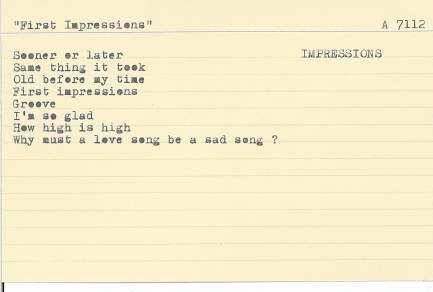 "First Impressions" A 7112
Sooner or later IMPRESSIONS
Same thing it took
Old before my time
First impressions
Groove
I'm so glad
How high is high
Why must a love song be a sad song ?